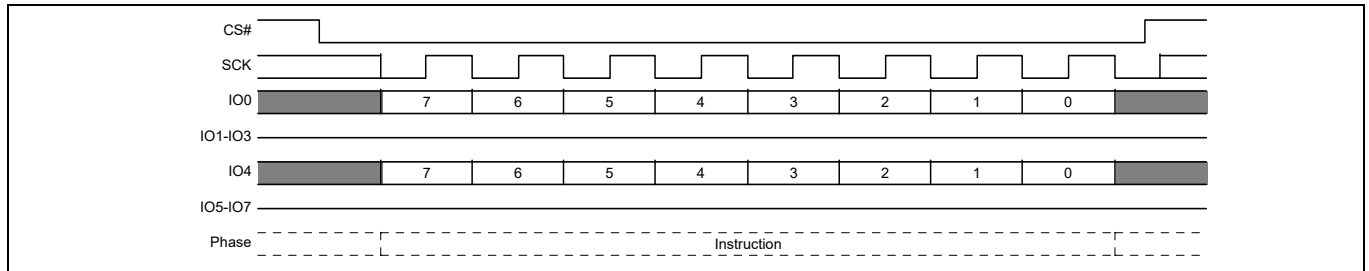 CS#
SCK
IO0 7 6 5 4 3 2 1 0
IO1-IO3
IO4 7 6 5 4 3 2 1 0
IO5-IO7
Phase Instruction